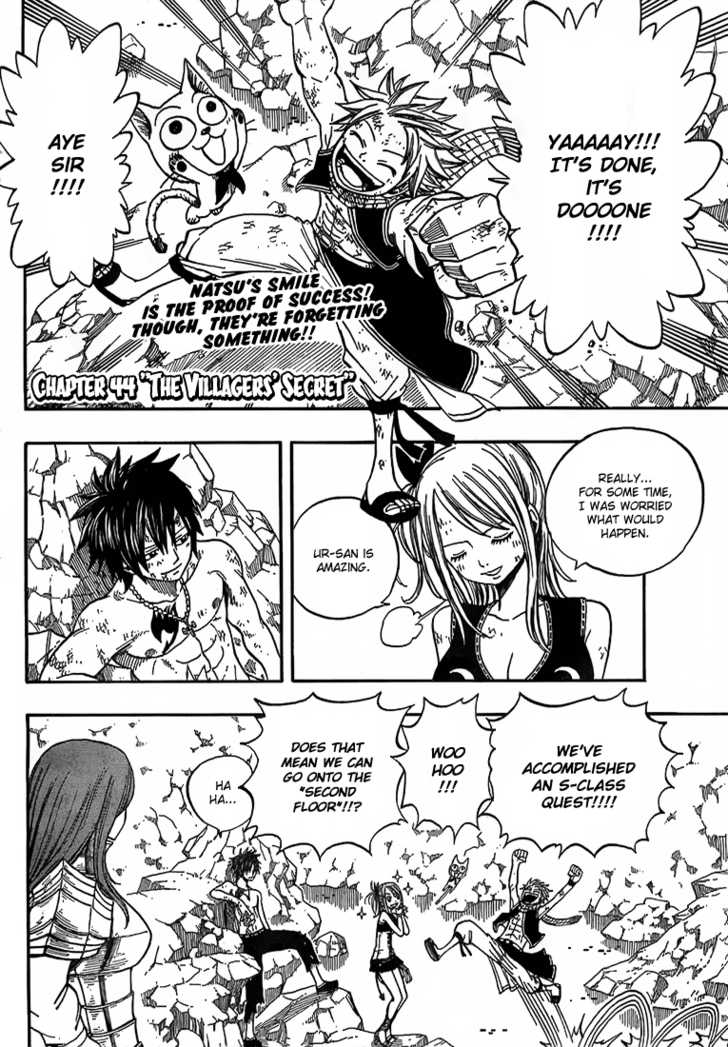 YAAAAAY!!!
IT'S DONE,
IT'S
DOOOONE
!!!!
AYE
SIR
!!!!
NATSU'S SMILE
IS THE PROOF OF SUCCESS!
THOUGH, THEY'RE FORGETTING
SOMETHING!!
CHAPTER 44 "THE VILLAGERS' SECRET"
REALLY...
FOR SOME TIME,
I WAS WORRIED
WHAT WOULD
HAPPEN.
UR-SAN IS
AMAZING.
WE'VE
ACCOMPLISHED
AN S-CLASS
QUEST!!!!
WOO
HOO
!!!
DOES THAT
MEAN WE CAN
GO ONTO THE
"SECOND
FLOOR"!!?
HA
HA...